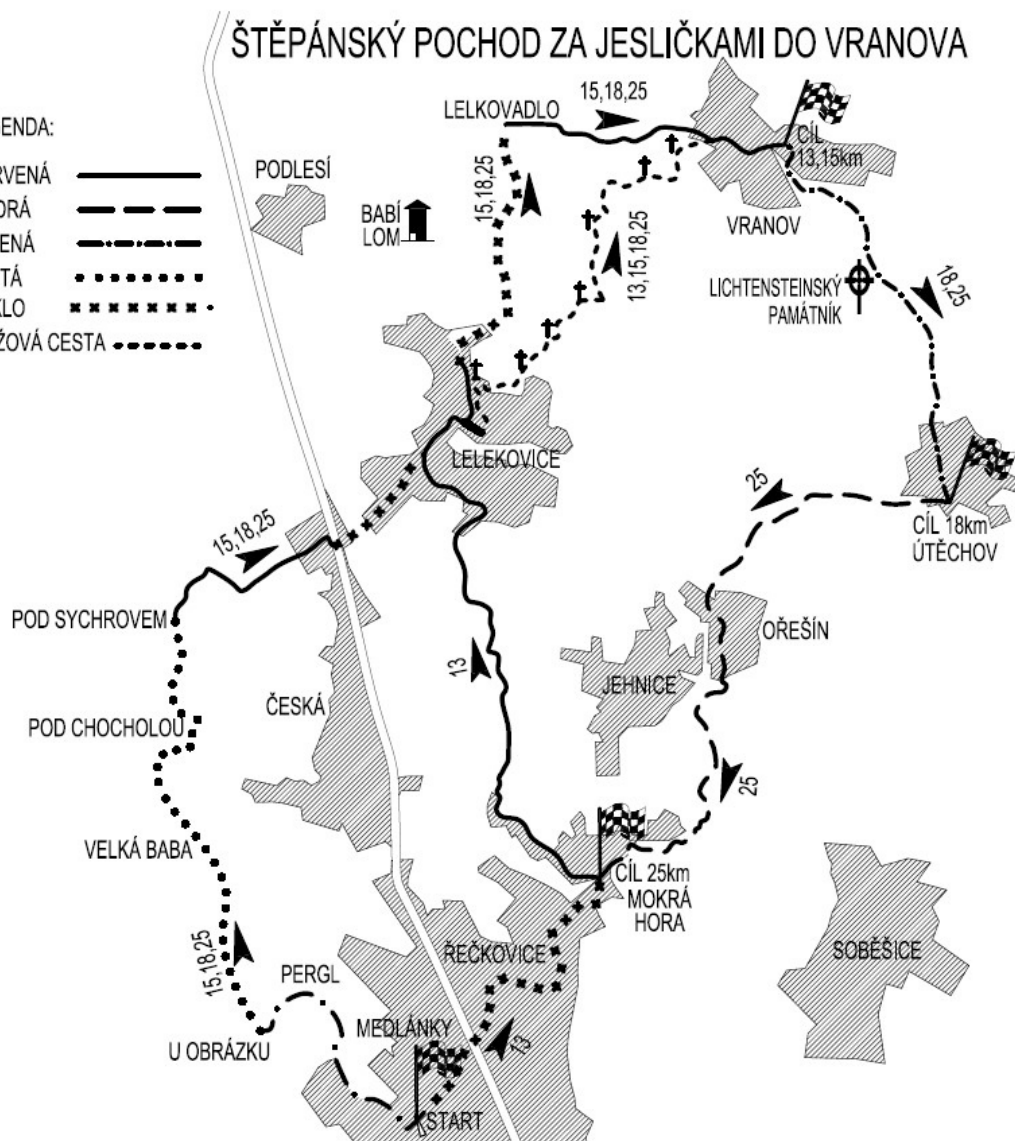 ŠTĚPÁNSKÝ POCHOD ZA JESLIČKAMI DO VRANOVA
ENDA:
RVENÁ
DRÁ
ENÁ
TÁ
KLO
ŽOVÁ CESTA
PODLESÍ
BABÍ
LOM
LELKOVADLO
15,18,25
15,18,25
13,15,18,25
CÍL
13,15km
VRANOV
LICHTENSTEINSKÝ
PAMÁTNÍK
18,25
LELEKOVICE
15,18,25
25
CÍL 18km
ÚTĚCHOV
POD SYCHROVEM
OŘEŠÍN
JEHNICE
13
ČESKÁ
POD CHOCHOLOU
25
VELKÁ BABA
CÍL 25km
MOKRÁ
HORA
ŘEČKOVICE
SOBĚŠICE
15,18,25
PERGL
U OBRÁZKU
MEDLÁNKY
13
START